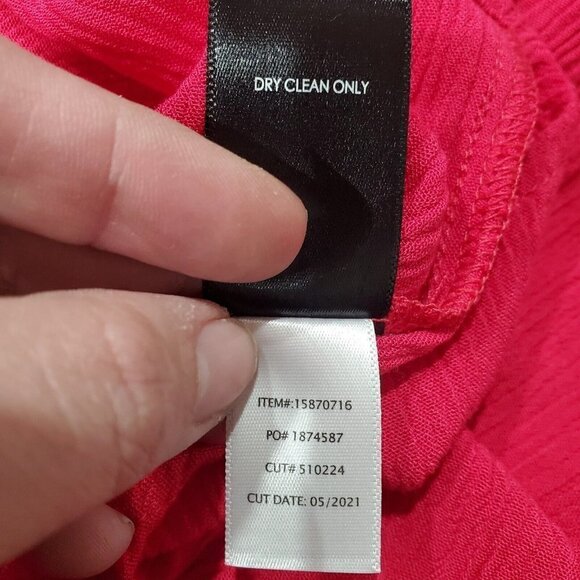 DRY CLEAN ONLY
ITEM#:15870716
PO# 1874587
CUT# 510224
CUT DATE: 05/2021